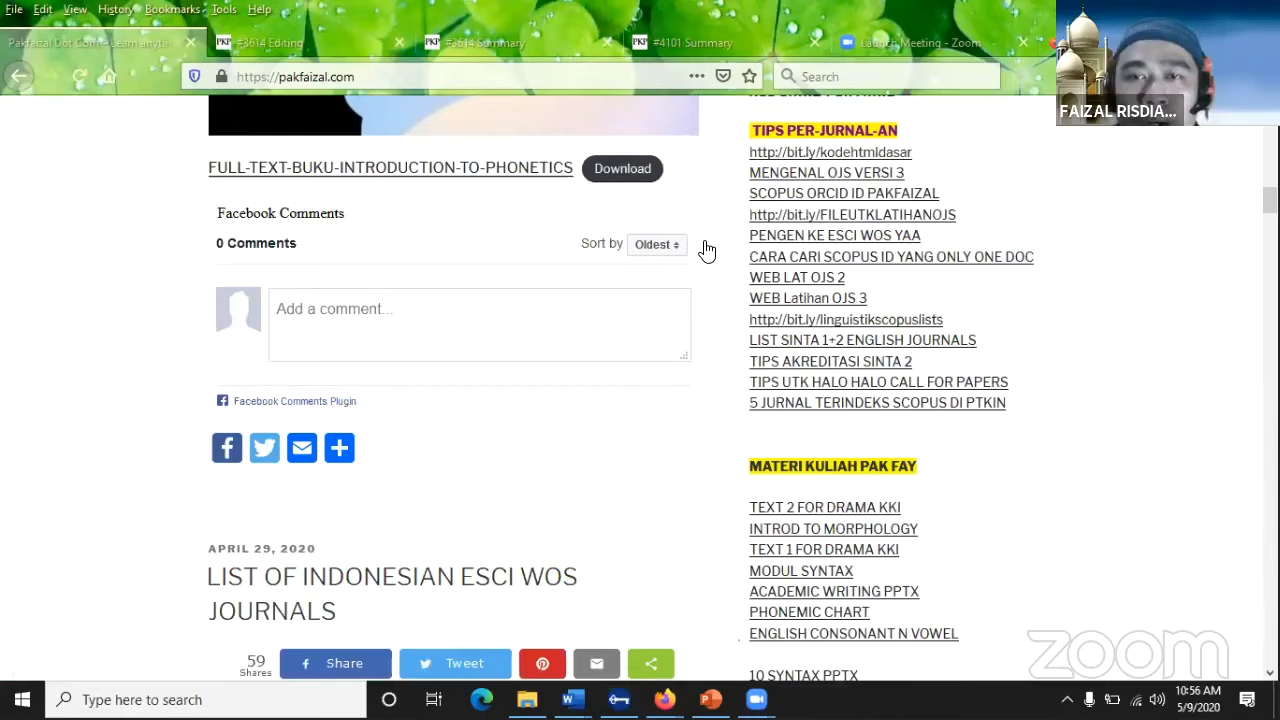 File Edit View History Bookmarks Tools Help
Pakfaizal Dot Com - Learn anyti
#3614 Editing
#3614 Summary
#4101 Summary
Launch Meeting - Zoom
https://pakfaizal.com
Search
FAIZAL RISDIA...
FULL-TEXT-BUKU-INTRODUCTION-TO-PHONETICS Download
Facebook Comments
0 Comments
Sort by Oldest
Add a comment...
Facebook Comments Plugin
APRIL 29, 2020
LIST OF INDONESIAN ESCI WOS
JOURNALS
59
Shares
Share
Tweet
TIPS PER-JURNAL-AN
http://bit.ly/kodehtmldasar
MENGENAL OJS VERSI 3
SCOPUS ORCID ID PAKFAIZAL
http://bit.ly/FILEUTKLATIHANOJS
PENGEN KE ESCI WOS YAA
CARA CARI SCOPUS ID YANG ONLY ONE DOC
WEB LAT OJS 2
WEB Latihan OJS 3
http://bit.ly/linguistikscopuslists
LIST SINTA 1+2 ENGLISH JOURNALS
TIPS AKREDITASI SINTA 2
TIPS UTK HALO HALO CALL FOR PAPERS
5 JURNAL TERINDEKS SCOPUS DI PTKIN
MATERI KULIAH PAK FAY
TEXT 2 FOR DRAMA KKI
INTROD TO MORPHOLOGY
TEXT 1 FOR DRAMA KKI
MODUL SYNTAX
ACADEMIC WRITING PPTX
PHONEMIC CHART
ENGLISH CONSONANT N VOWEL
10 SYNTAX PPTX
zoom
Type here to search
10:56 AM
5/9/2020